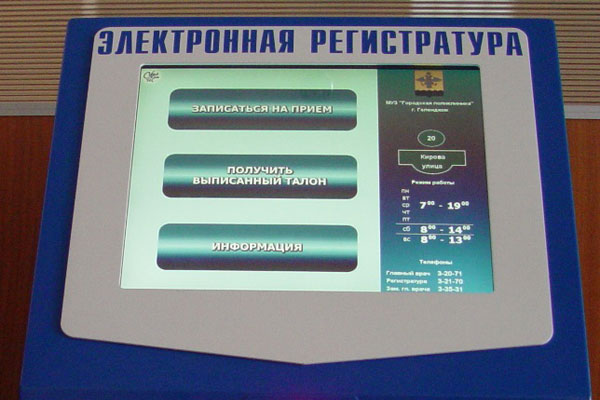 ЭЛЕКТРОННАЯ РЕГИСТРАТУРА
ЗАПИСАТЬСЯ НА ПРИЕМ
ПОЛУЧИТЬ
ВЫПИСАННЫЙ ТАЛОН
ИНФОРМАЦИЯ
МУЗ "Городская поликлиника"
г. Геленджик
20
Кирова
улица
Режим работы
пн
вт
ср 7⁰⁰ - 19⁰⁰
чт
пт
сб 8⁰⁰ - 14⁰⁰
вс 8⁰⁰ - 13⁰⁰
Телефоны
Главный врач 3-20-71
Регистратура 3-21-70
Зам. гл. врача 3-35-31